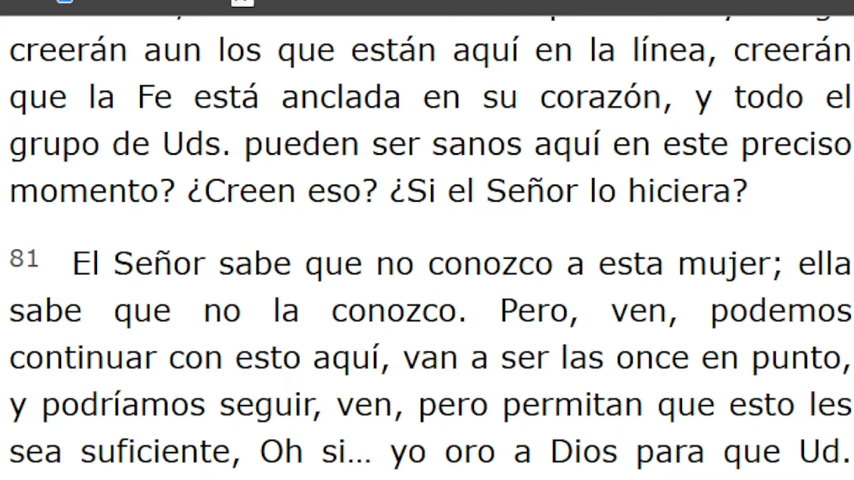 creerán aun los que están aquí en la línea, creerán
que la Fe está anclada en su corazón, y todo el
grupo de Uds. pueden ser sanos aquí en este preciso
momento? ¿Creen eso? ¿Si el Señor lo hiciera?
81 El Señor sabe que no conozco a esta mujer; ella
sabe que no la conozco. Pero, ven, podemos
continuar con esto aquí, van a ser las once en punto,
y podríamos seguir, ven, pero permitan que esto les
sea suficiente, Oh si... yo oro a Dios para que Ud.